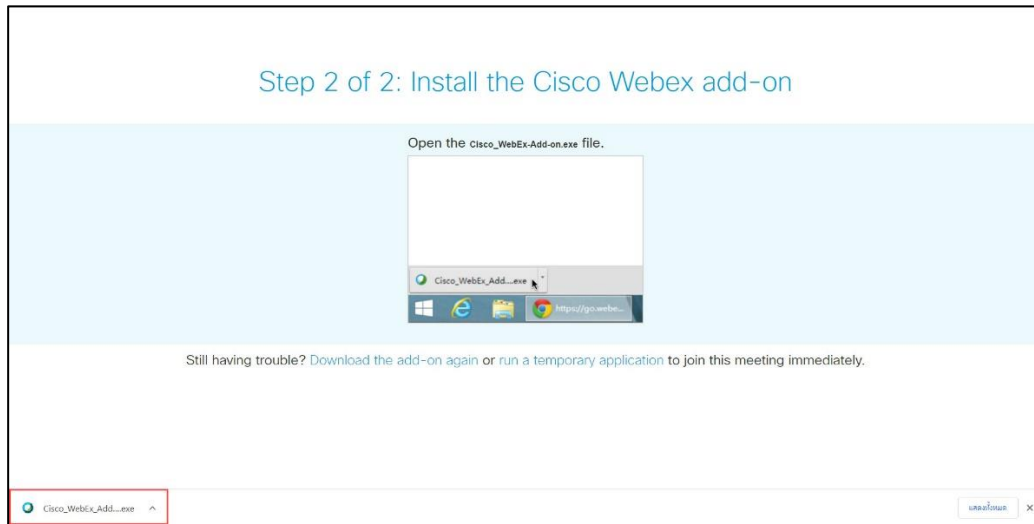 Step 2 of 2: Install the Cisco Webex add-on
Open the Cisco_WebEx-Add-on.exe file.
Cisco_WebEx_Add....exe
https://go.webe...
Still having trouble? Download the add-on again or run a temporary application to join this meeting immediately.
Cisco_WebEx_Add....exe
แสดงทั้งหมด